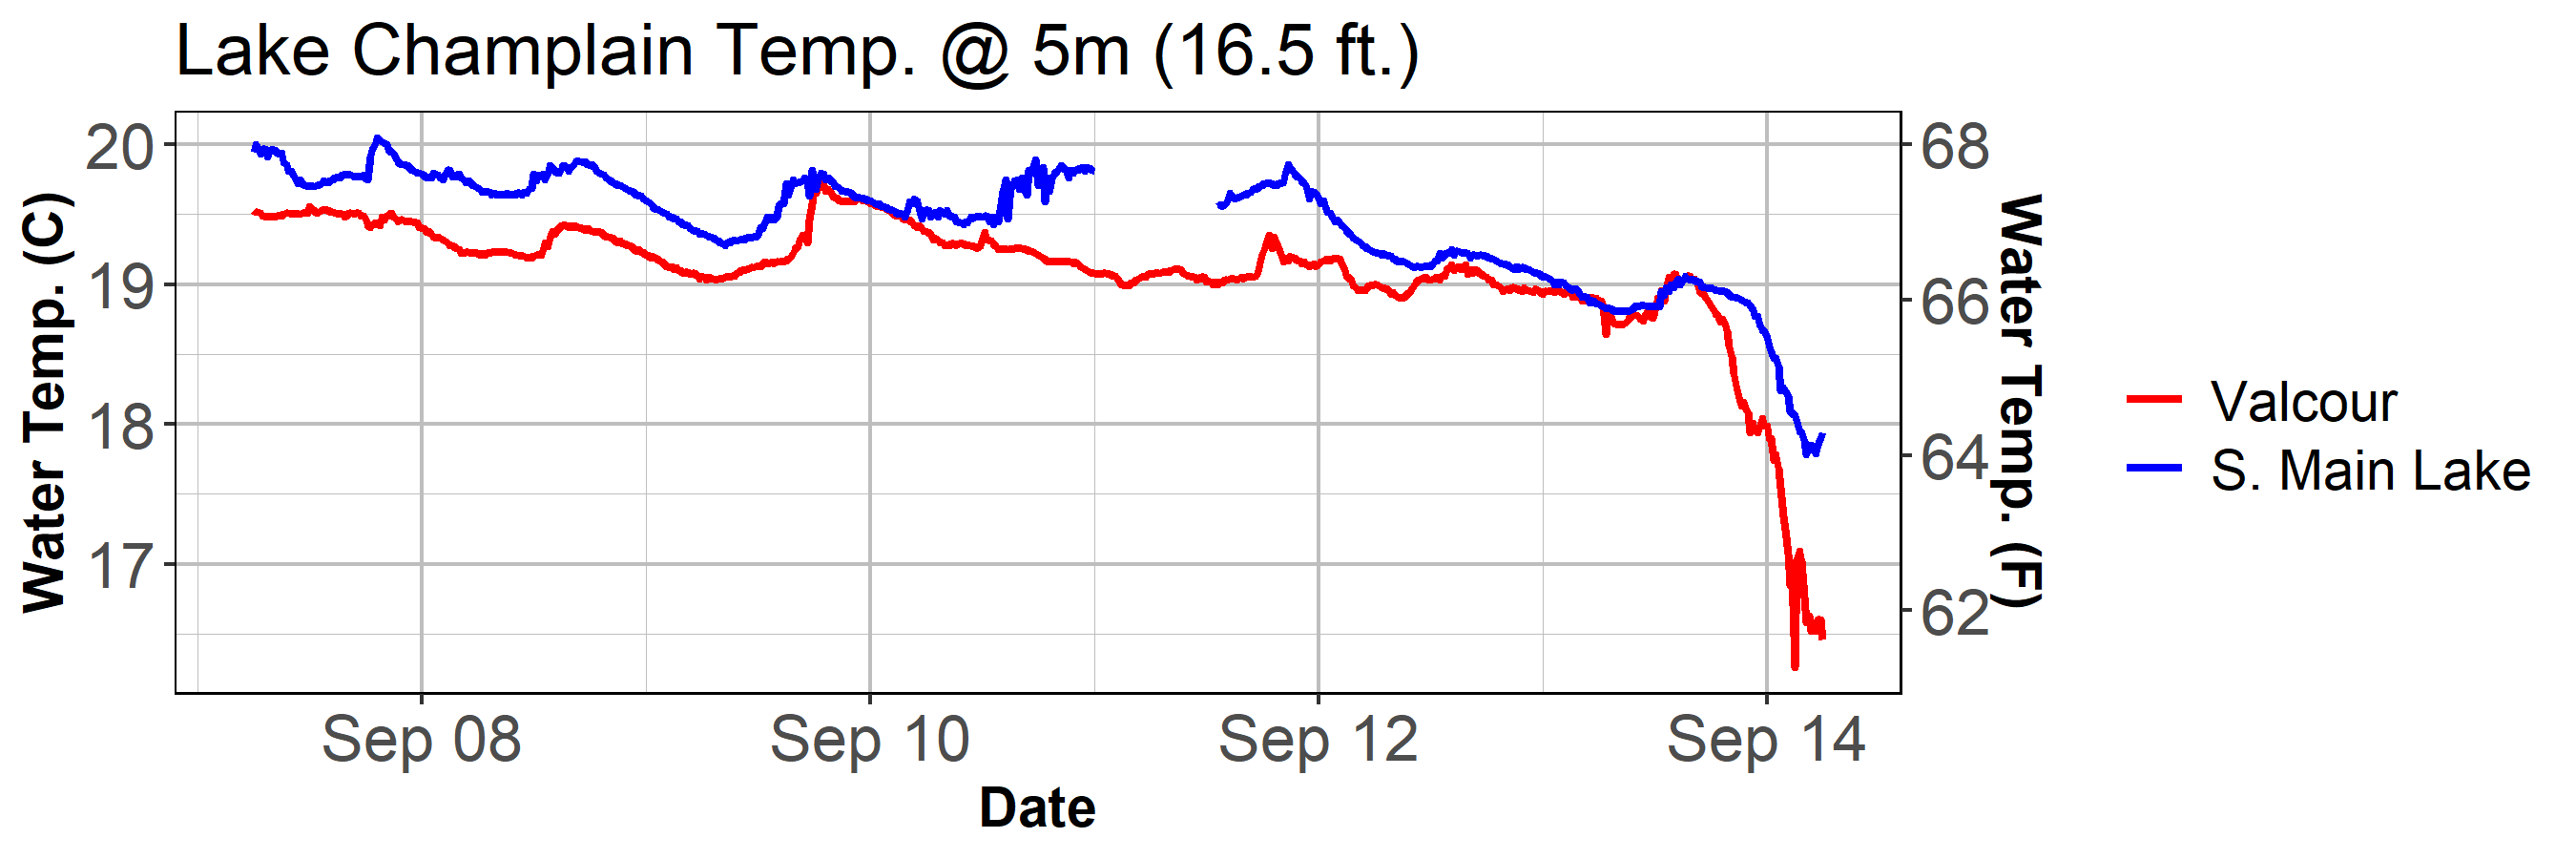 Lake Champlain Temp. @ 5m (16.5 ft.)
Water Temp. (C)
20
19
18
17
68
66
64
62
Water Temp. (F)
Valcour
S. Main Lake
Sep 08 Sep 10 Sep 12 Sep 14
Date